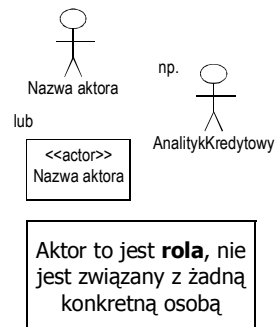 Nazwa aktora
lub
<<actor>>
Nazwa aktora
np.
AnalitykKredytowy
Aktor to jest rola, nie
jest związany z żadną
konkretną osobą